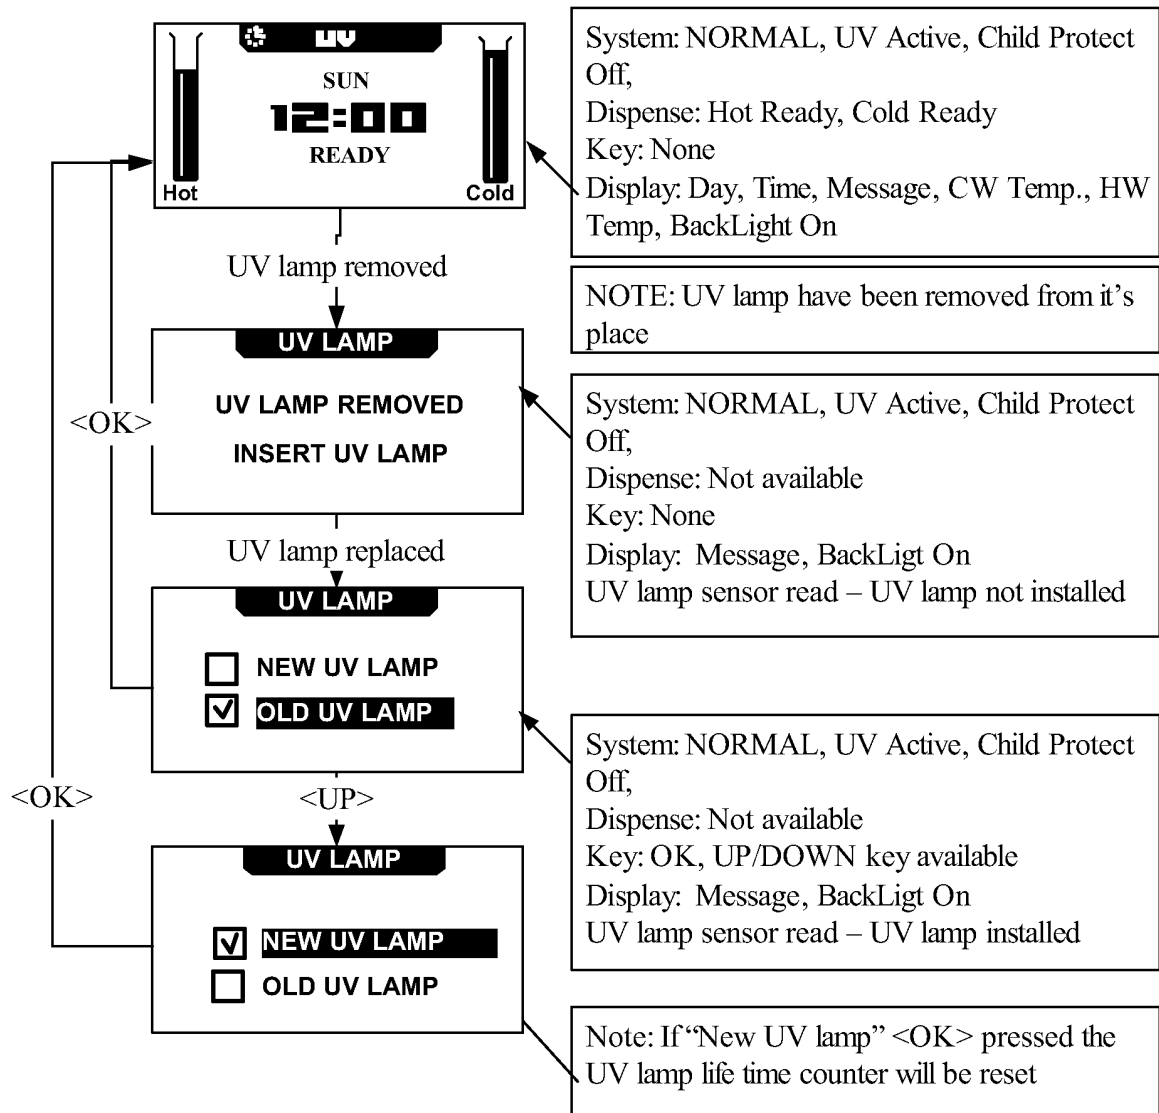 UV
SUN
12:00
READY
Hot
Cold
System: NORMAL, UV Active, Child Protect
Off,
Dispense: Hot Ready, Cold Ready
Key: None
Display: Day, Time, Message, CW Temp., HW
Temp, BackLight On
UV lamp removed
NOTE: UV lamp have been removed from it's
place
UV LAMP
UV LAMP REMOVED
INSERT UV LAMP
<OK>
System: NORMAL, UV Active, Child Protect
Off,
Dispense: Not available
Key: None
Display:  Message, BackLigt On
UV lamp sensor read – UV lamp not installed
UV lamp replaced
UV LAMP
NEW UV LAMP
OLD UV LAMP
System: NORMAL, UV Active, Child Protect
Off,
Dispense: Not available
Key: OK, UP/DOWN key available
Display:  Message, BackLigt On
UV lamp sensor read – UV lamp installed
<OK>
<UP>
UV LAMP
NEW UV LAMP
OLD UV LAMP
Note: If “New UV lamp” <OK> pressed the
UV lamp life time counter will be reset